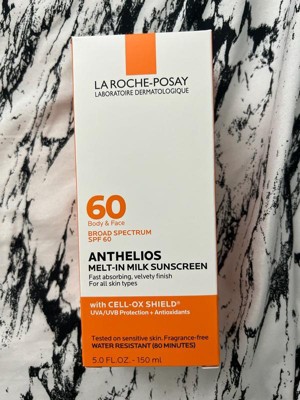 LA ROCHE-POSAY
LABORATOIRE DERMATOLOGIQUE
60
Body & Face
BROAD SPECTRUM
SPF 60
ANTHELIOS
MELT-IN MILK SUNSCREEN
Fast absorbing, velvety finish
For all skin types
with CELL-OX SHIELD®
UVA/UVB Protection + Antioxidants
Tested on sensitive skin, Fragrance-free
WATER RESISTANT (80 MINUTES)
5.0 FL.OZ. - 150 ml